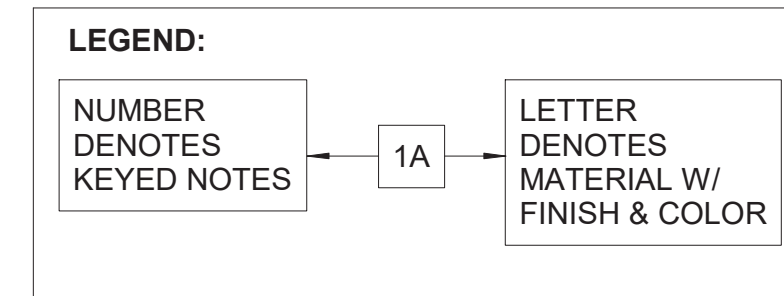 LEGEND:
NUMBER
DENOTES
KEYED NOTES
1A
LETTER
DENOTES
MATERIAL W/
FINISH & COLOR